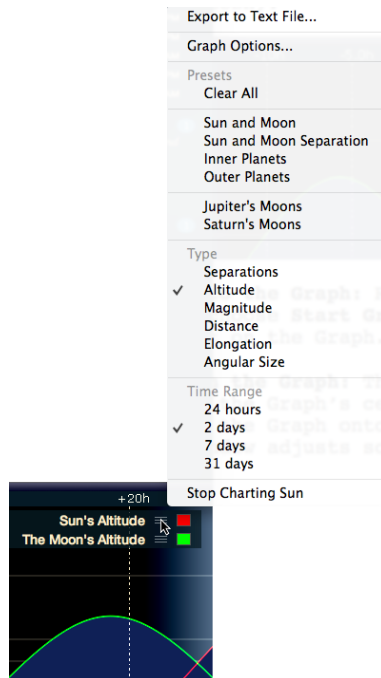 Export to Text File...
Graph Options...
Presets
Clear All
Sun and Moon
Sun and Moon Separation
Inner Planets
Outer Planets
Jupiter's Moons
Saturn's Moons
Type
Separations
Altitude
Magnitude
Distance
Elongation
Angular Size
Time Range
24 hours
2 days
7 days
31 days
Stop Charting Sun
+20h
Sun's Altitude
The Moon's Altitude